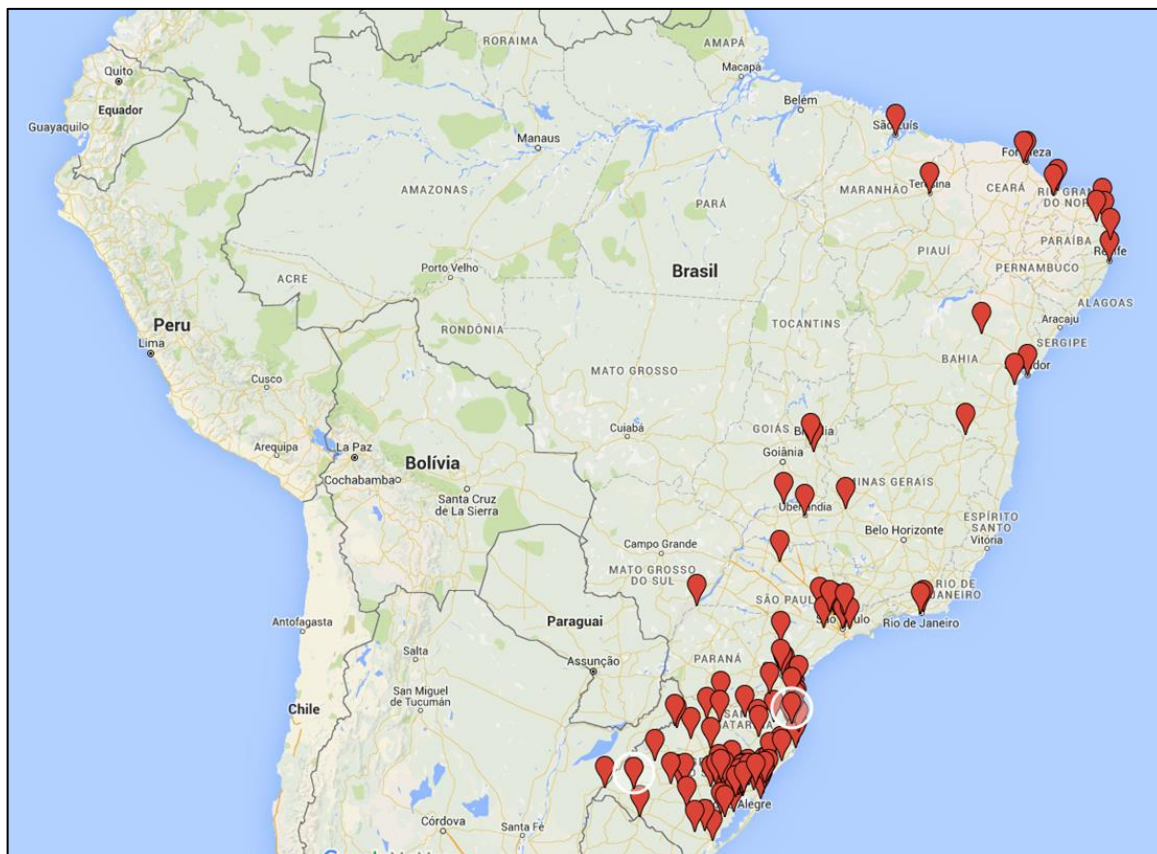 RORAIMA
AMAPÁ
Macapá
Quito
Equador
Guayaquil
Belém
São Luís
Manaus
Fortaleza
AMAZONAS
PARÁ
MARANHÃO
Teresina
CEARÁ
RIO GRAN
DO NOR
PARAÍBA
PIAUÍ
Recife
PERNAMBUCO
Porto Velho
Brasil
ACRE
ALAGOAS
Peru
Lima
RONDÔNIA
TOCANTINS
Aracaju
SERGIPE
BAHIA
MATO GROSSO
Cusco
Arequipa
La Paz
Bolívia
Cochabamba
Santa Cruz
de La Sierra
Cuiabá
GOIÁS
Goiânia
MINAS GERAIS
Uberlândia
ESPÍRITO
SANTO
Vitória
Belo Horizonte
Campo Grande
MATO GROSSO
DO SUL
SÃO PAUL
São Paulo
RIO DE
JANEIRO
Rio de Janeiro
Antofagasta
Paraguai
Assunção
PARANÁ
Salta
San Miguel
de Tucumán
Chile
Alegre
Córdova
Santa Fé